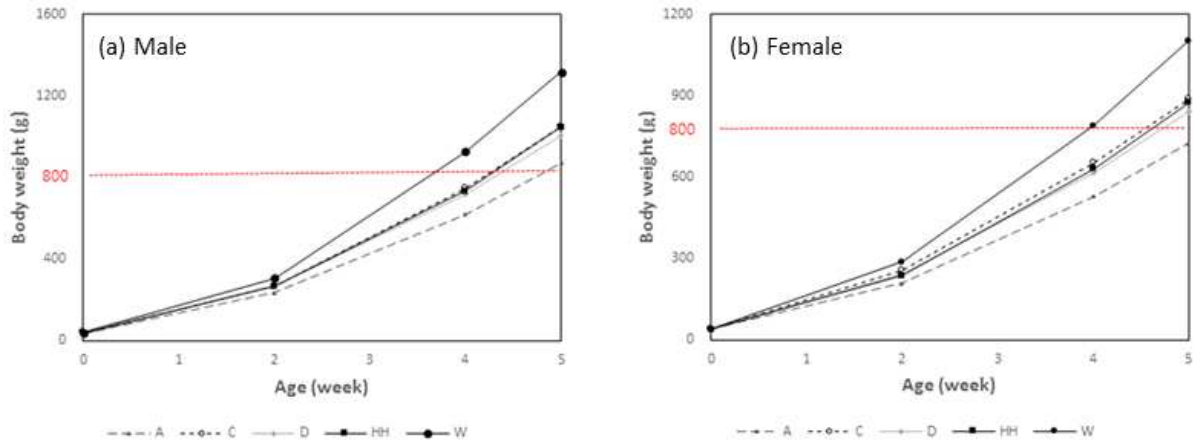 (a) Male
1600
1200
800
400
0
Body weight (g)
0 1 2 3 4 5
Age (week)
A C D HH W
(b) Female
1200
900
800
600
300
0
Body weight (g)
0 1 2 3 4 5
Age (week)
A C D HH W